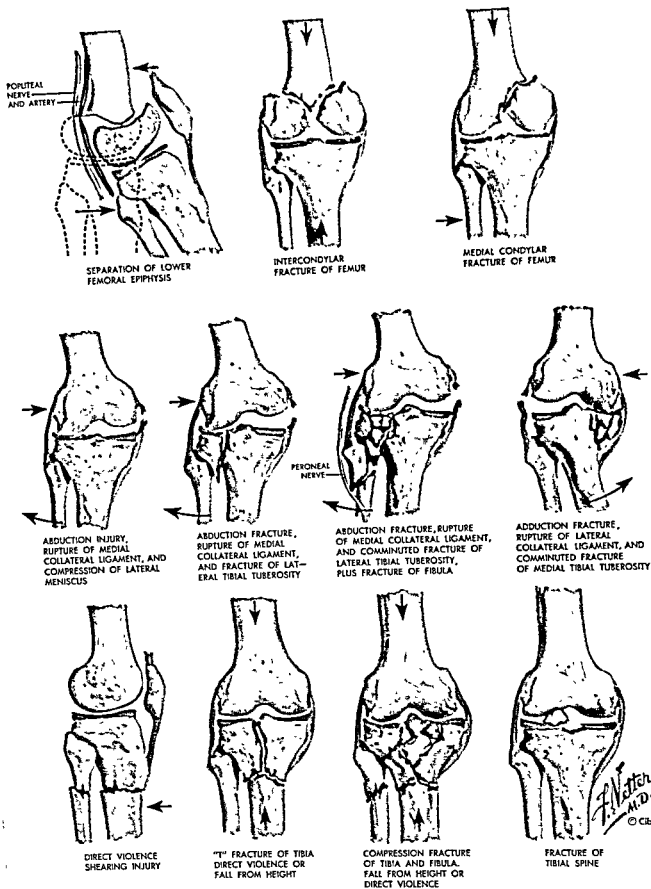 POPLITEAL
NERVE
AND ARTERY
SEPARATION OF LOWER
FEMORAL EPIPHYSIS
INTERCONDYLAR
FRACTURE OF FEMUR
MEDIAL CONDYLAR
FRACTURE OF FEMUR
ABDUCTION INJURY,
RUPTURE OF MEDIAL
COLLATERAL LIGAMENT, AND
COMPRESSION OF LATERAL
MENISCUS
ABDUCTION FRACTURE,
RUPTURE OF MEDIAL
COLLATERAL LIGAMENT,
AND FRACTURE OF LAT-
ERAL TIBIAL TUBEROSITY
PERONEAL
NERVE
ABDUCTION FRACTURE, RUPTURE
OF MEDIAL COLLATERAL LIGAMENT,
AND COMMINUTED FRACTURE OF
LATERAL TIBIAL TUBEROSITY,
PLUS FRACTURE OF FIBULA
ADDUCTION FRACTURE,
RUPTURE OF LATERAL
COLLATERAL LIGAMENT, AND
COMMINUTED FRACTURE
OF MEDIAL TIBIAL TUBEROSITY
DIRECT VIOLENCE
SHEARING INJURY
"T" FRACTURE OF TIBIA
DIRECT VIOLENCE OR
FALL FROM HEIGHT
COMPRESSION FRACTURE
OF TIBIA AND FIBULA.
FALL FROM HEIGHT OR
DIRECT VIOLENCE
FRACTURE OF
TIBIAL SPINE
F. Netter
M.D.
© Cib